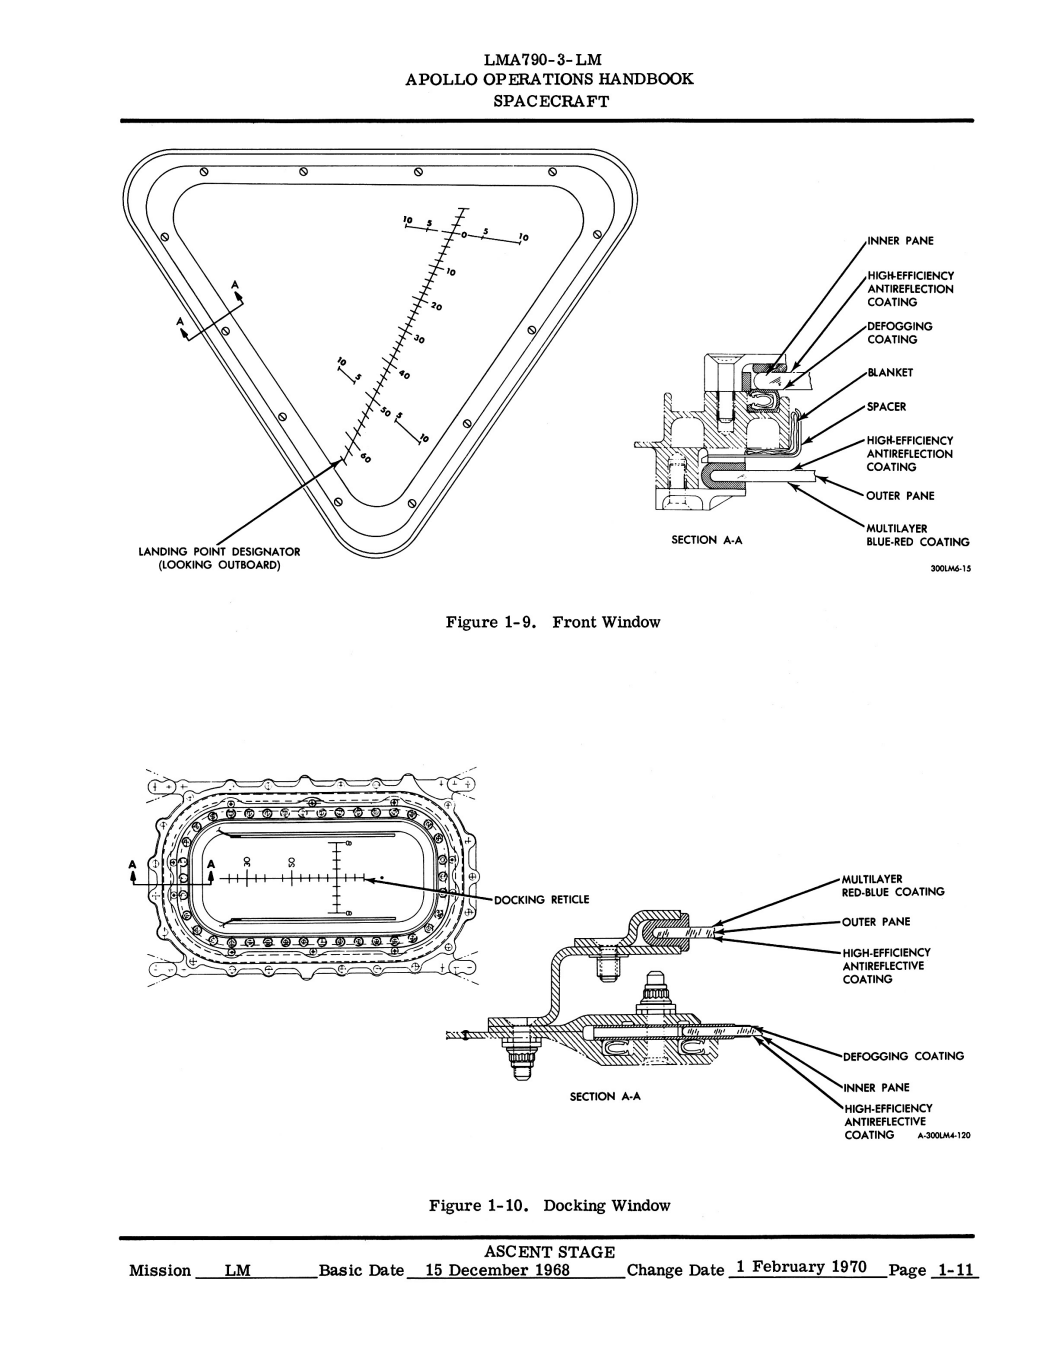 LMA790-3-LM
APOLLO OPERATIONS HANDBOOK
SPACECRAFT
10 5 0 5 10
10
20
30
10 5 40
50 5 10
60
A
A
LANDING POINT DESIGNATOR
(LOOKING OUTBOARD)
INNER PANE
HIGH-EFFICIENCY
ANTIREFLECTION
COATING
DEFOGGING
COATING
BLANKET
SPACER
HIGH-EFFICIENCY
ANTIREFLECTION
COATING
OUTER PANE
MULTILAYER
BLUE-RED COATING
SECTION A-A
300LM6-15
Figure 1-9. Front Window
A A
30 50
DOCKING RETICLE
MULTILAYER
RED-BLUE COATING
OUTER PANE
HIGH-EFFICIENCY
ANTIREFLECTIVE
COATING
DEFOGGING COATING
INNER PANE
HIGH-EFFICIENCY
ANTIREFLECTIVE
COATING A-300LM4-120
SECTION A-A
Figure 1-10. Docking Window
ASCENT STAGE
Mission LM Basic Date 15 December 1968 Change Date 1 February 1970 Page 1-11